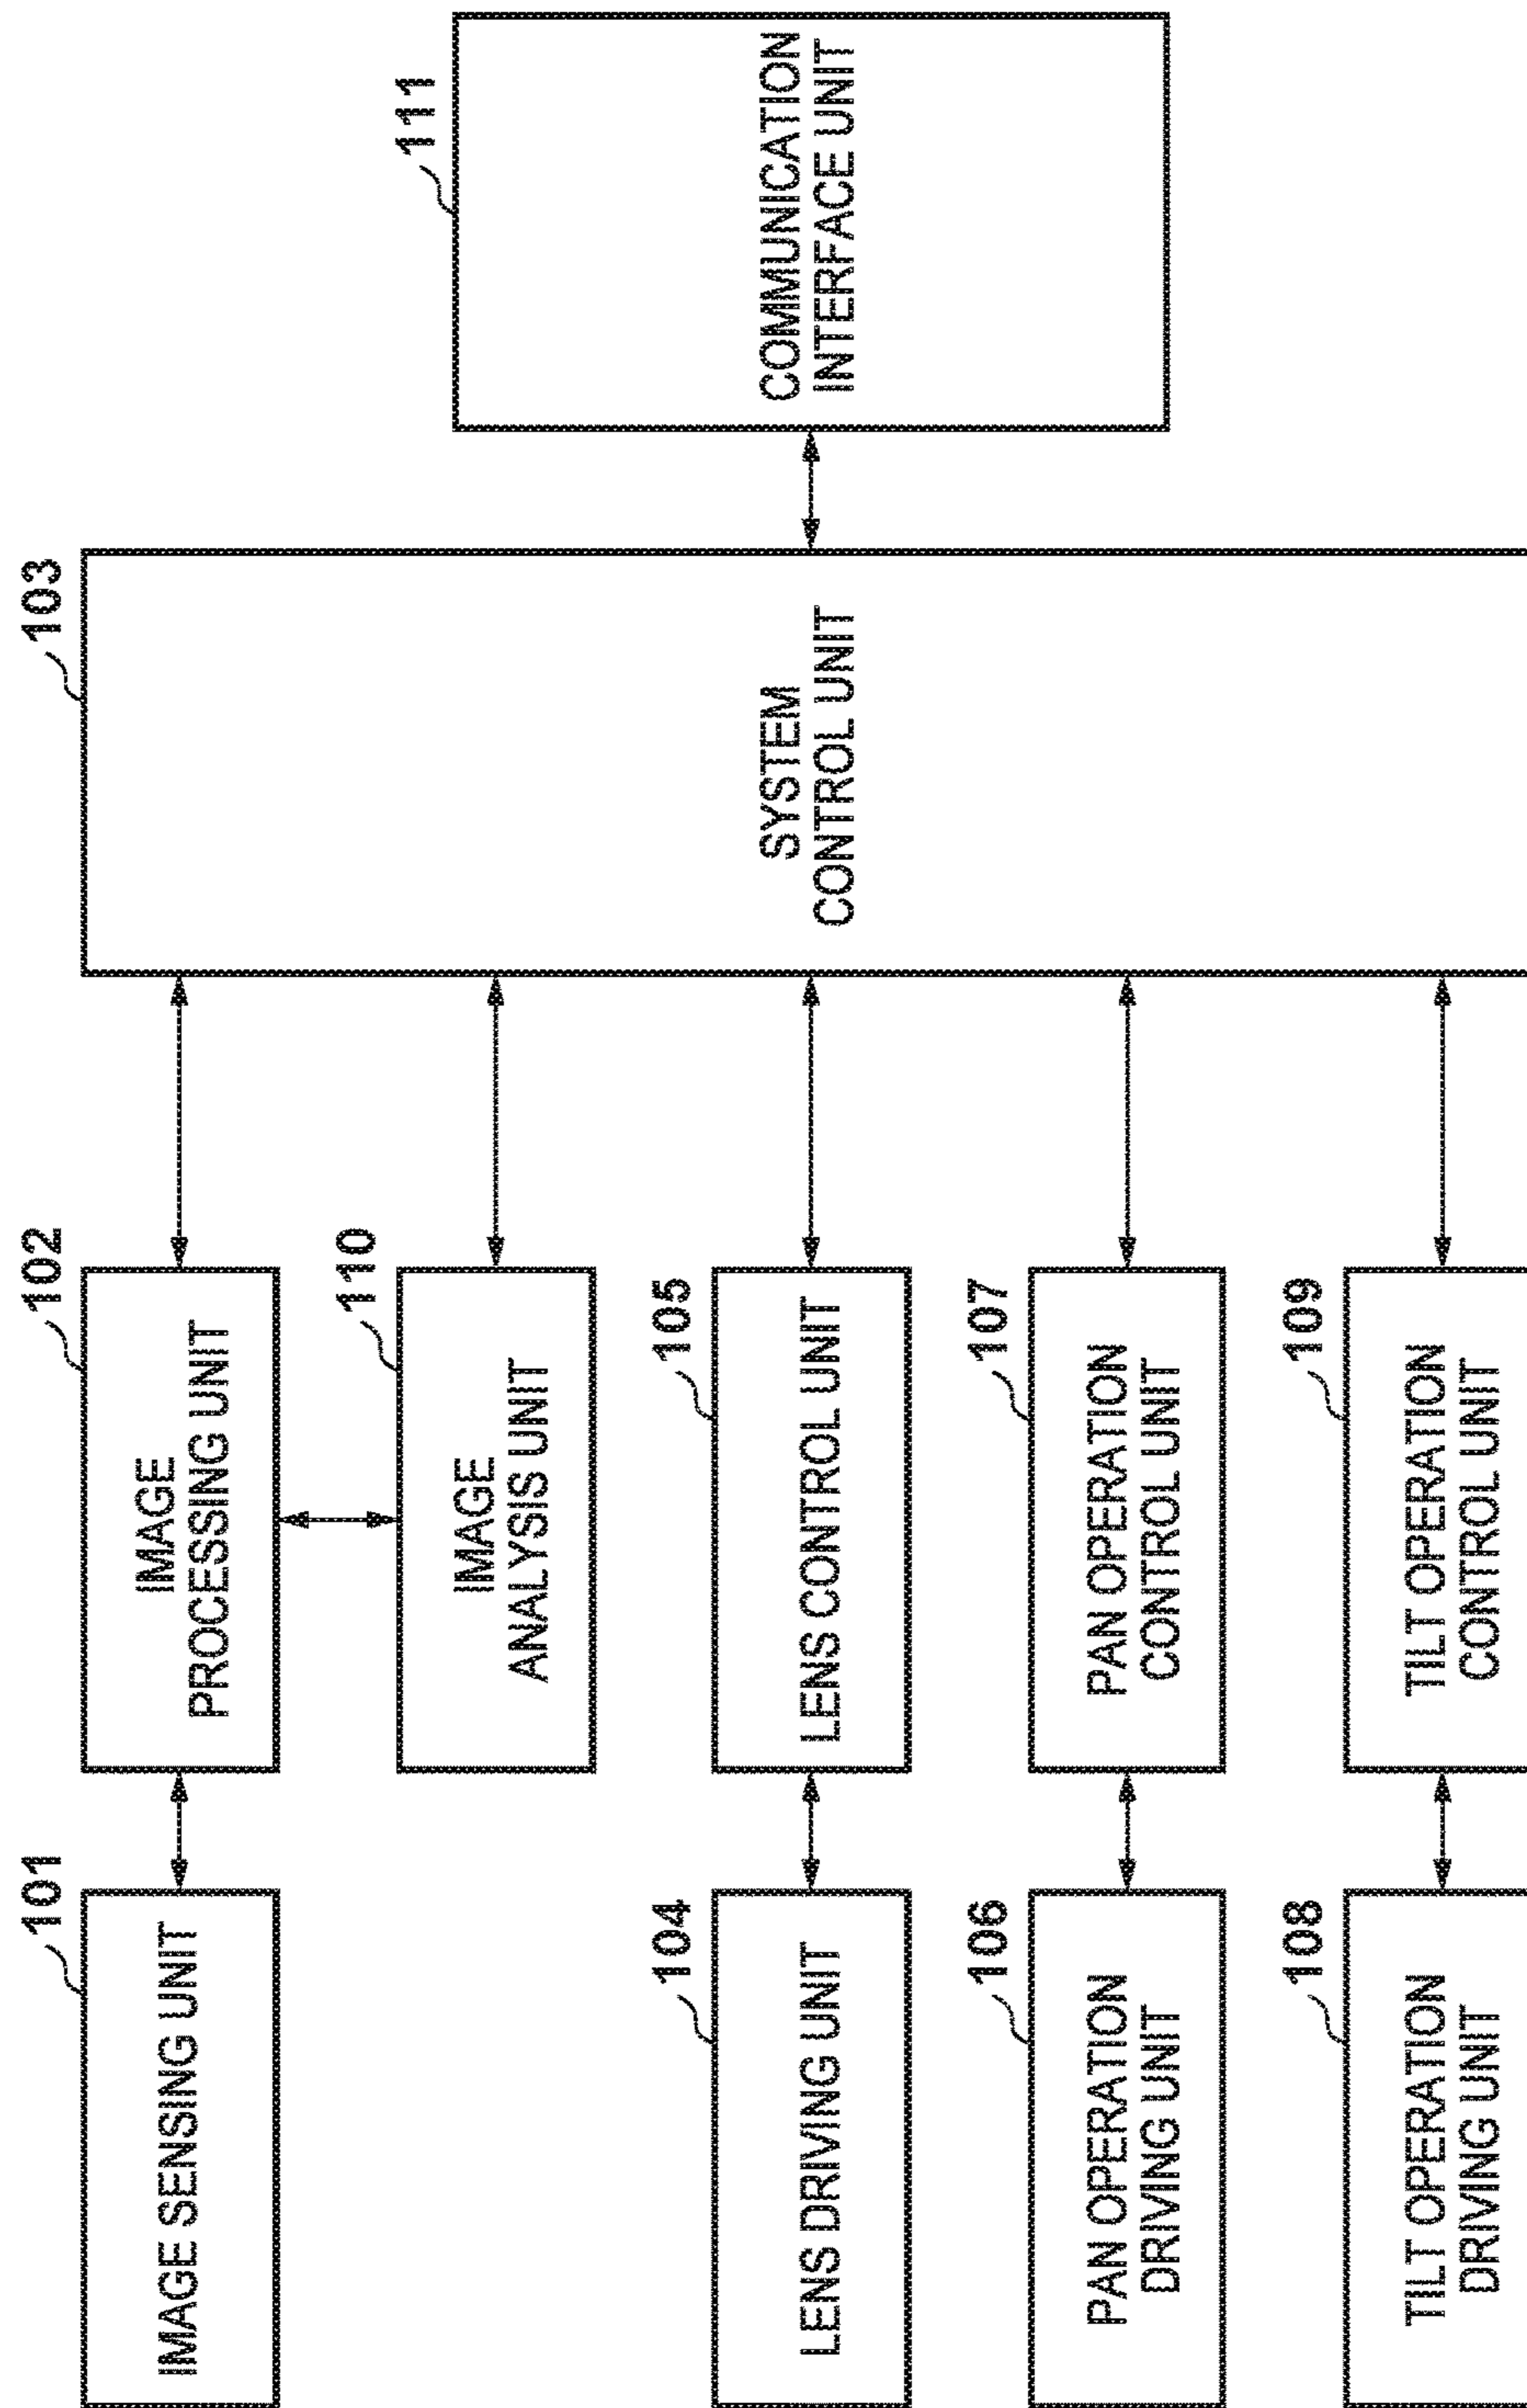 101
IMAGE SENSING UNIT
102
IMAGE
PROCESSING UNIT
103
SYSTEM
CONTROL UNIT
111
COMMUNICATION
INTERFACE UNIT
110
IMAGE
ANALYSIS UNIT
104
LENS DRIVING UNIT
105
LENS CONTROL UNIT
106
PAN OPERATION
DRIVING UNIT
107
PAN OPERATION
CONTROL UNIT
108
TILT OPERATION
DRIVING UNIT
109
TILT OPERATION
CONTROL UNIT